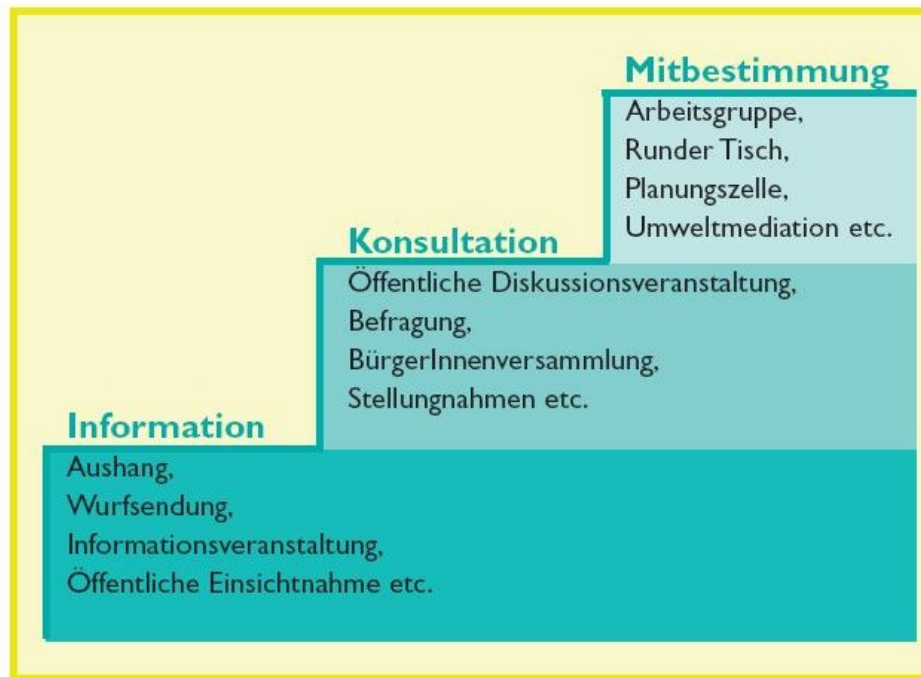 Mitbestimmung
Arbeitsgruppe,
Runder Tisch,
Planungszelle,
Umweltmediation etc.
Konsultation
Öffentliche Diskussionsveranstaltung,
Befragung,
BürgerInnenversammlung,
Stellungnahmen etc.
Information
Aushang,
Wurfsendung,
Informationsveranstaltung,
Öffentliche Einsichtnahme etc.